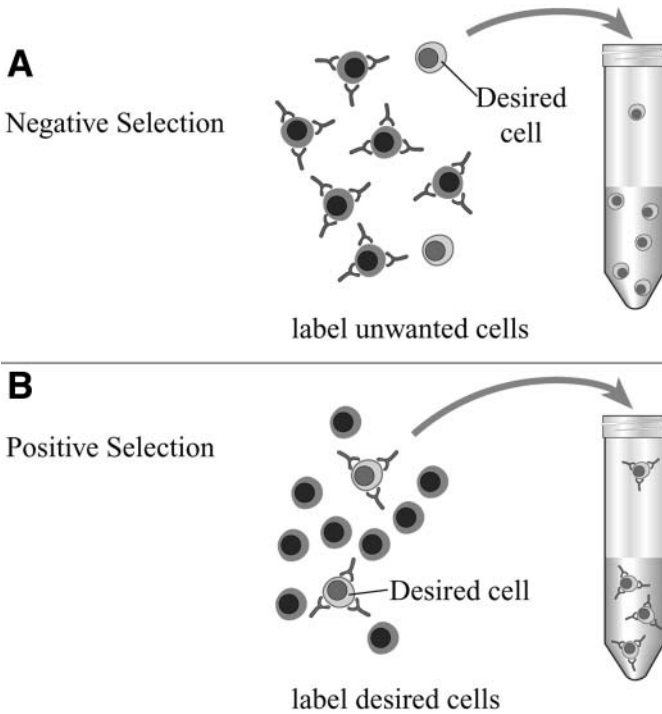 A
Negative Selection
Desired
cell
label unwanted cells
B
Positive Selection
Desired cell
label desired cells